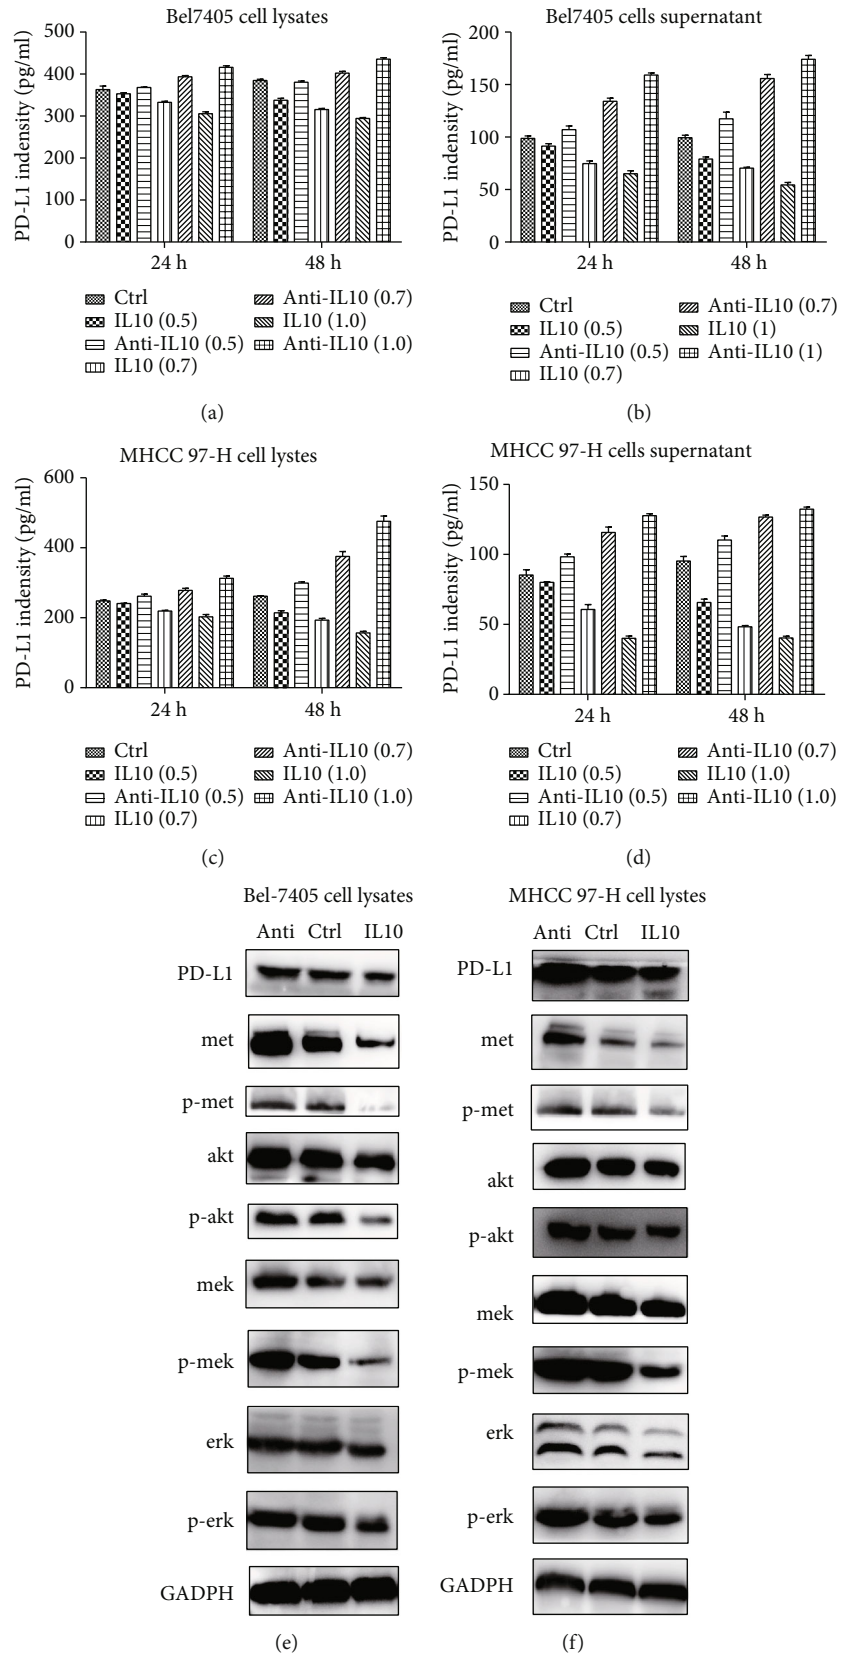 Bel7405 cell lysates
PD-L1 indensity (pg/ml)
500
400
300
200
100
0
24 h
48 h
Ctrl
IL10 (0.5)
Anti-IL10 (0.5)
IL10 (0.7)
Anti-IL10 (0.7)
IL10 (1.0)
Anti-IL10 (1.0)
(a)
Bel7405 cells supernatant
PD-L1 indensity (pg/ml)
200
150
100
50
0
24 h
48 h
Ctrl
IL10 (0.5)
Anti-IL10 (0.5)
IL10 (0.7)
Anti-IL10 (0.7)
IL10 (1)
Anti-IL10 (1)
(b)
MHCC 97-H cell lystes
PD-L1 indensity (pg/ml)
600
400
200
0
24 h
48 h
Ctrl
IL10 (0.5)
Anti-IL10 (0.5)
IL10 (0.7)
Anti-IL10 (0.7)
IL10 (1.0)
Anti-IL10 (1.0)
(c)
MHCC 97-H cells supernatant
PD-L1 indensity (pg/ml)
150
100
50
0
24 h
48 h
Ctrl
IL10 (0.5)
Anti-IL10 (0.5)
IL10 (0.7)
Anti-IL10 (0.7)
IL10 (1.0)
Anti-IL10 (1.0)
(d)
Bel-7405 cell lysates
Anti Ctrl IL10
PD-L1
met
p-met
akt
p-akt
mek
p-mek
erk
p-erk
GADPH
(e)
MHCC 97-H cell lystes
Anti Ctrl IL10
PD-L1
met
p-met
akt
p-akt
mek
p-mek
erk
p-erk
GADPH
(f)